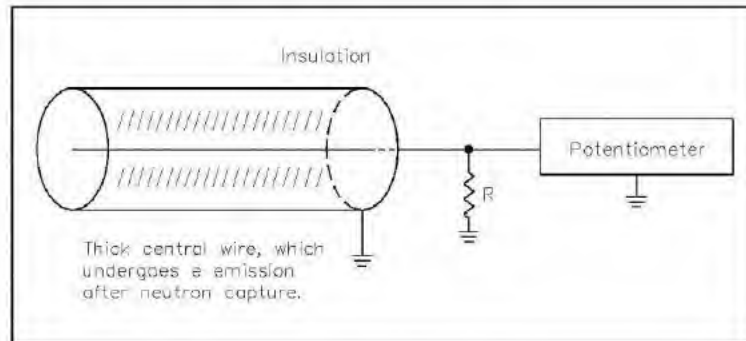 Insulation
Potentiometer
R
Thick central wire, which
undergoes e emission
after neutron capture.